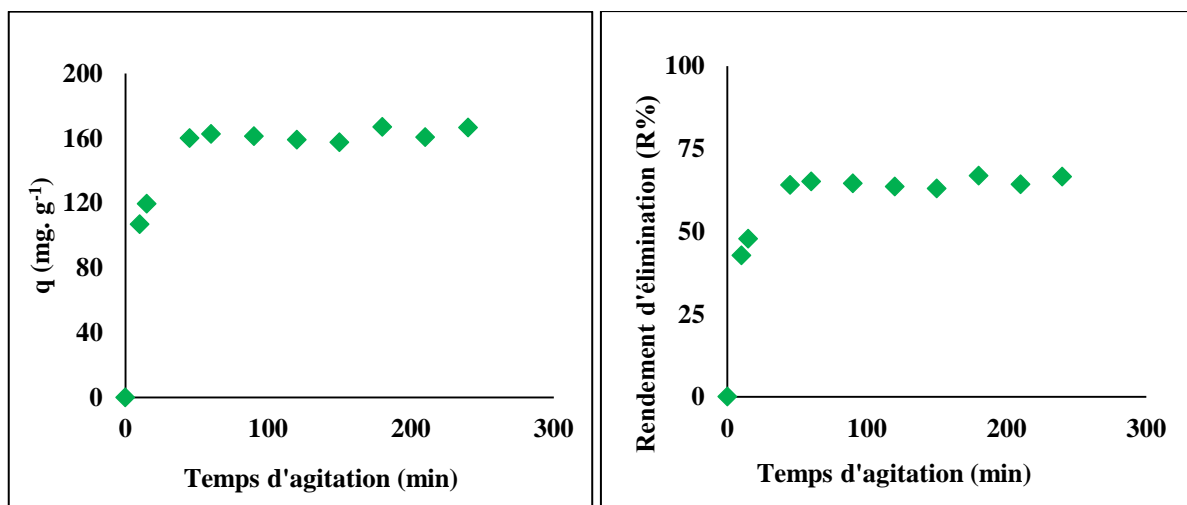 200
160
120
80
40
0
q (mg. g⁻¹)
0 100 200 300
Temps d'agitation (min)
100
75
50
25
0
Rendement d'élimination (R%)
0 100 200 300
Temps d'agitation (min)